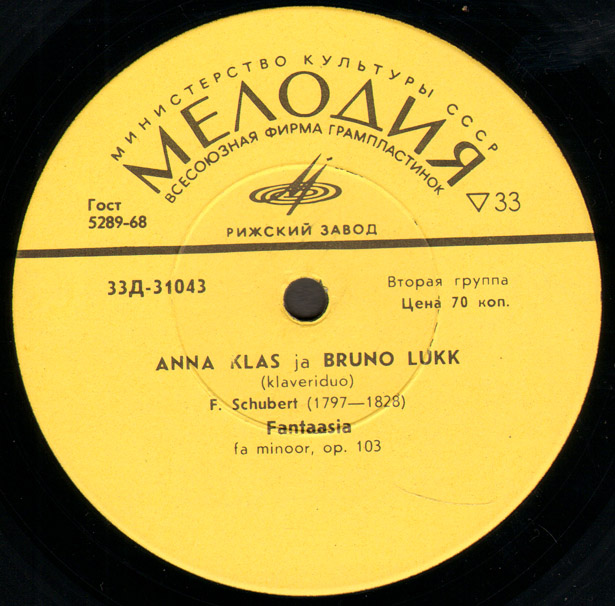 МИНИСТЕРСТВО КУЛЬТУРЫ СССР
МЕЛОДИЯ
ВСЕСОЮЗНАЯ ФИРМА ГРАМПЛАСТИНОК
Гост
5289-68
▽33
РИЖСКИЙ ЗАВОД
33Д-31043
Вторая группа
Цена 70 коп.
ANNA KLAS ja BRUNO LUKK
(klaveriduo)
F. Schubert (1797—1828)
Fantaasia
fa minoor, op. 103